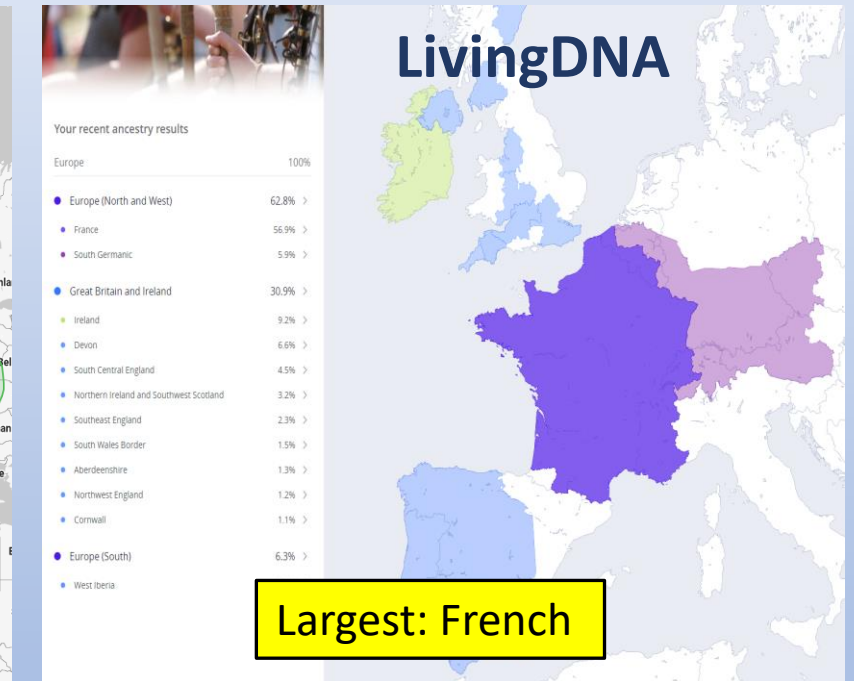 LivingDNA
Your recent ancestry results
Europe 100%
Europe (North and West) 62.8% >
France 56.9% >
South Germanic 5.9% >
Great Britain and Ireland 30.9% >
Ireland 9.2% >
Devon 6.6% >
South Central England 4.5% >
Northern Ireland and Southwest Scotland 3.2% >
Southeast England 2.3% >
South Wales Border 1.5% >
Aberdeenshire 1.3% >
Northwest England 1.2% >
Cornwall 1.1% >
Europe (South) 6.3% >
West Iberia
Largest: French